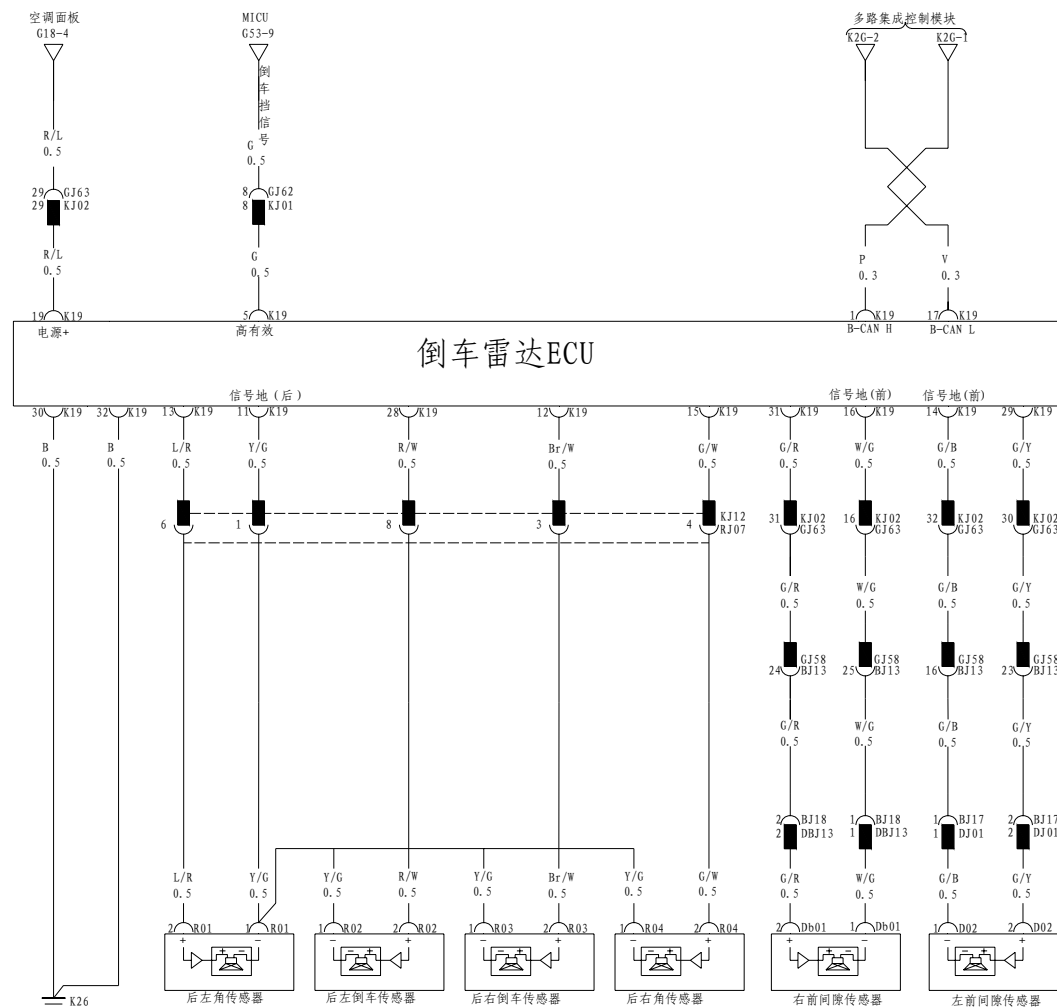 空调面板 MICU 多路集成控制模块
G18-4 G53-9 K2G-2 K2G-1
倒车挡信号
R/L G
0.5 0.5
29 GJ63 8 GJ62
29 KJ02 8 KJ01
R/L G P V
0.5 0.5 0.3 0.3
19 K19 5 K19 1 K19 17 K19
电源+ 高有效 B-CAN H B-CAN L
倒车雷达ECU
信号地(后) 信号地(前) 信号地(前)
30 K19 32 K19 13 K19 11 K19 28 K19 12 K19 15 K19 31 K19 16 K19 14 K19 29 K19
B B L/R Y/G R/W Br/W G/W G/R W/G G/B G/Y
0.5 0.5 0.5 0.5 0.5 0.5 0.5 0.5 0.5 0.5 0.5
KJ12 31 KJ02 16 KJ02 32 KJ02 30 KJ02
6 1 8 3 4 RJ07 GJ63 GJ63 GJ63 GJ63
G/R W/G G/B G/Y
0.5 0.5 0.5 0.5
GJ58 GJ58 GJ58 GJ58
24 BJ13 25 BJ13 16 BJ13 23 BJ13
G/R W/G G/B G/Y
0.5 0.5 0.5 0.5
2 BJ18 1 BJ18 1 BJ17 2 BJ17
2 DBJ13 1 DBJ13 1 DJ01 2 DJ01
L/R Y/G Y/G R/W Y/G Br/W Y/G G/W G/R W/G G/B G/Y
0.5 0.5 0.5 0.5 0.5 0.5 0.5 0.5 0.5 0.5 0.5 0.5
2 R01 1 R01 1 R02 2 R02 1 R03 2 R03 1 R04 2 R04 2 Db01 1 Db01 1 D02 2 D02
+ - - + - + - + + - - +
+ - - + - + - + + - - +
K26 后左角传感器 后左倒车传感器 后右倒车传感器 后右角传感器 右前间隙传感器 左前间隙传感器